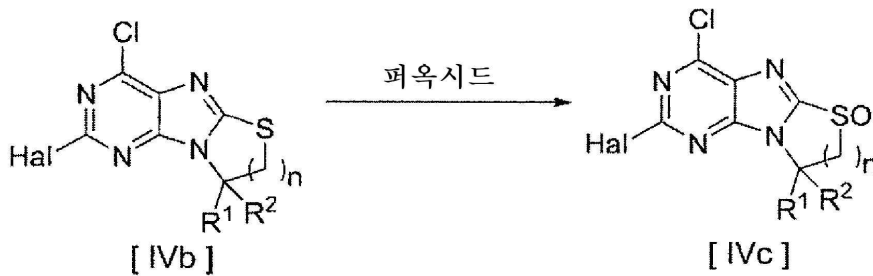 Cl
N N
S
Hal N N ( )n
R¹ R²
[ IVb ]
퍼옥시드
Cl
N N
SO
Hal N N ( )n
R¹ R²
[ IVc ]